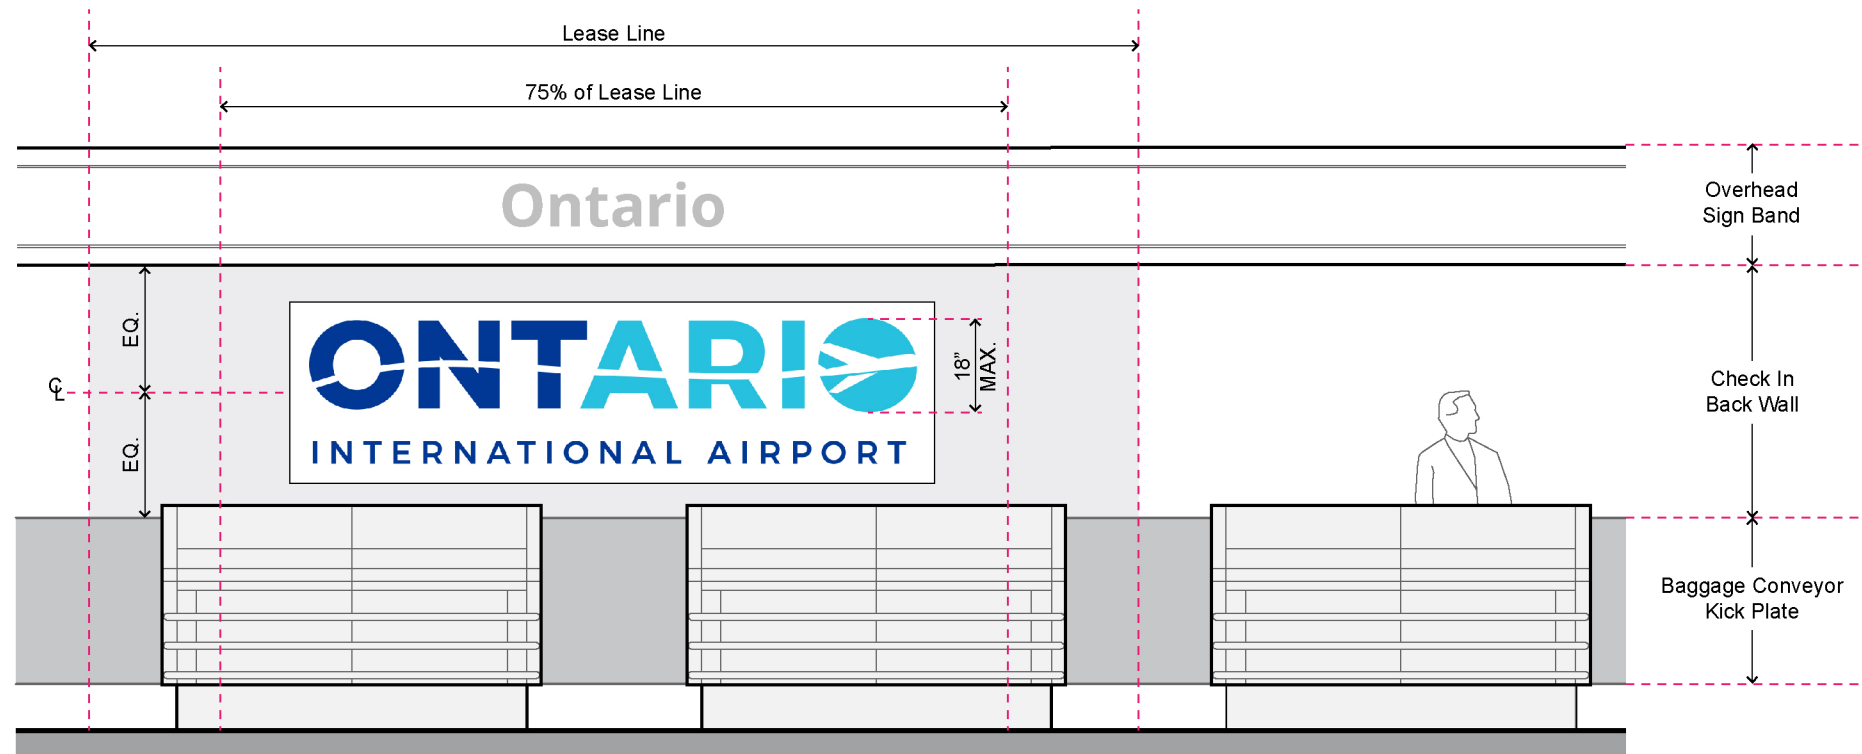 Lease Line
75% of Lease Line
Ontario
Overhead
Sign Band
EQ.
℄
EQ.
ONTARIO
INTERNATIONAL AIRPORT
18”
MAX.
Check In
Back Wall
Baggage Conveyor
Kick Plate